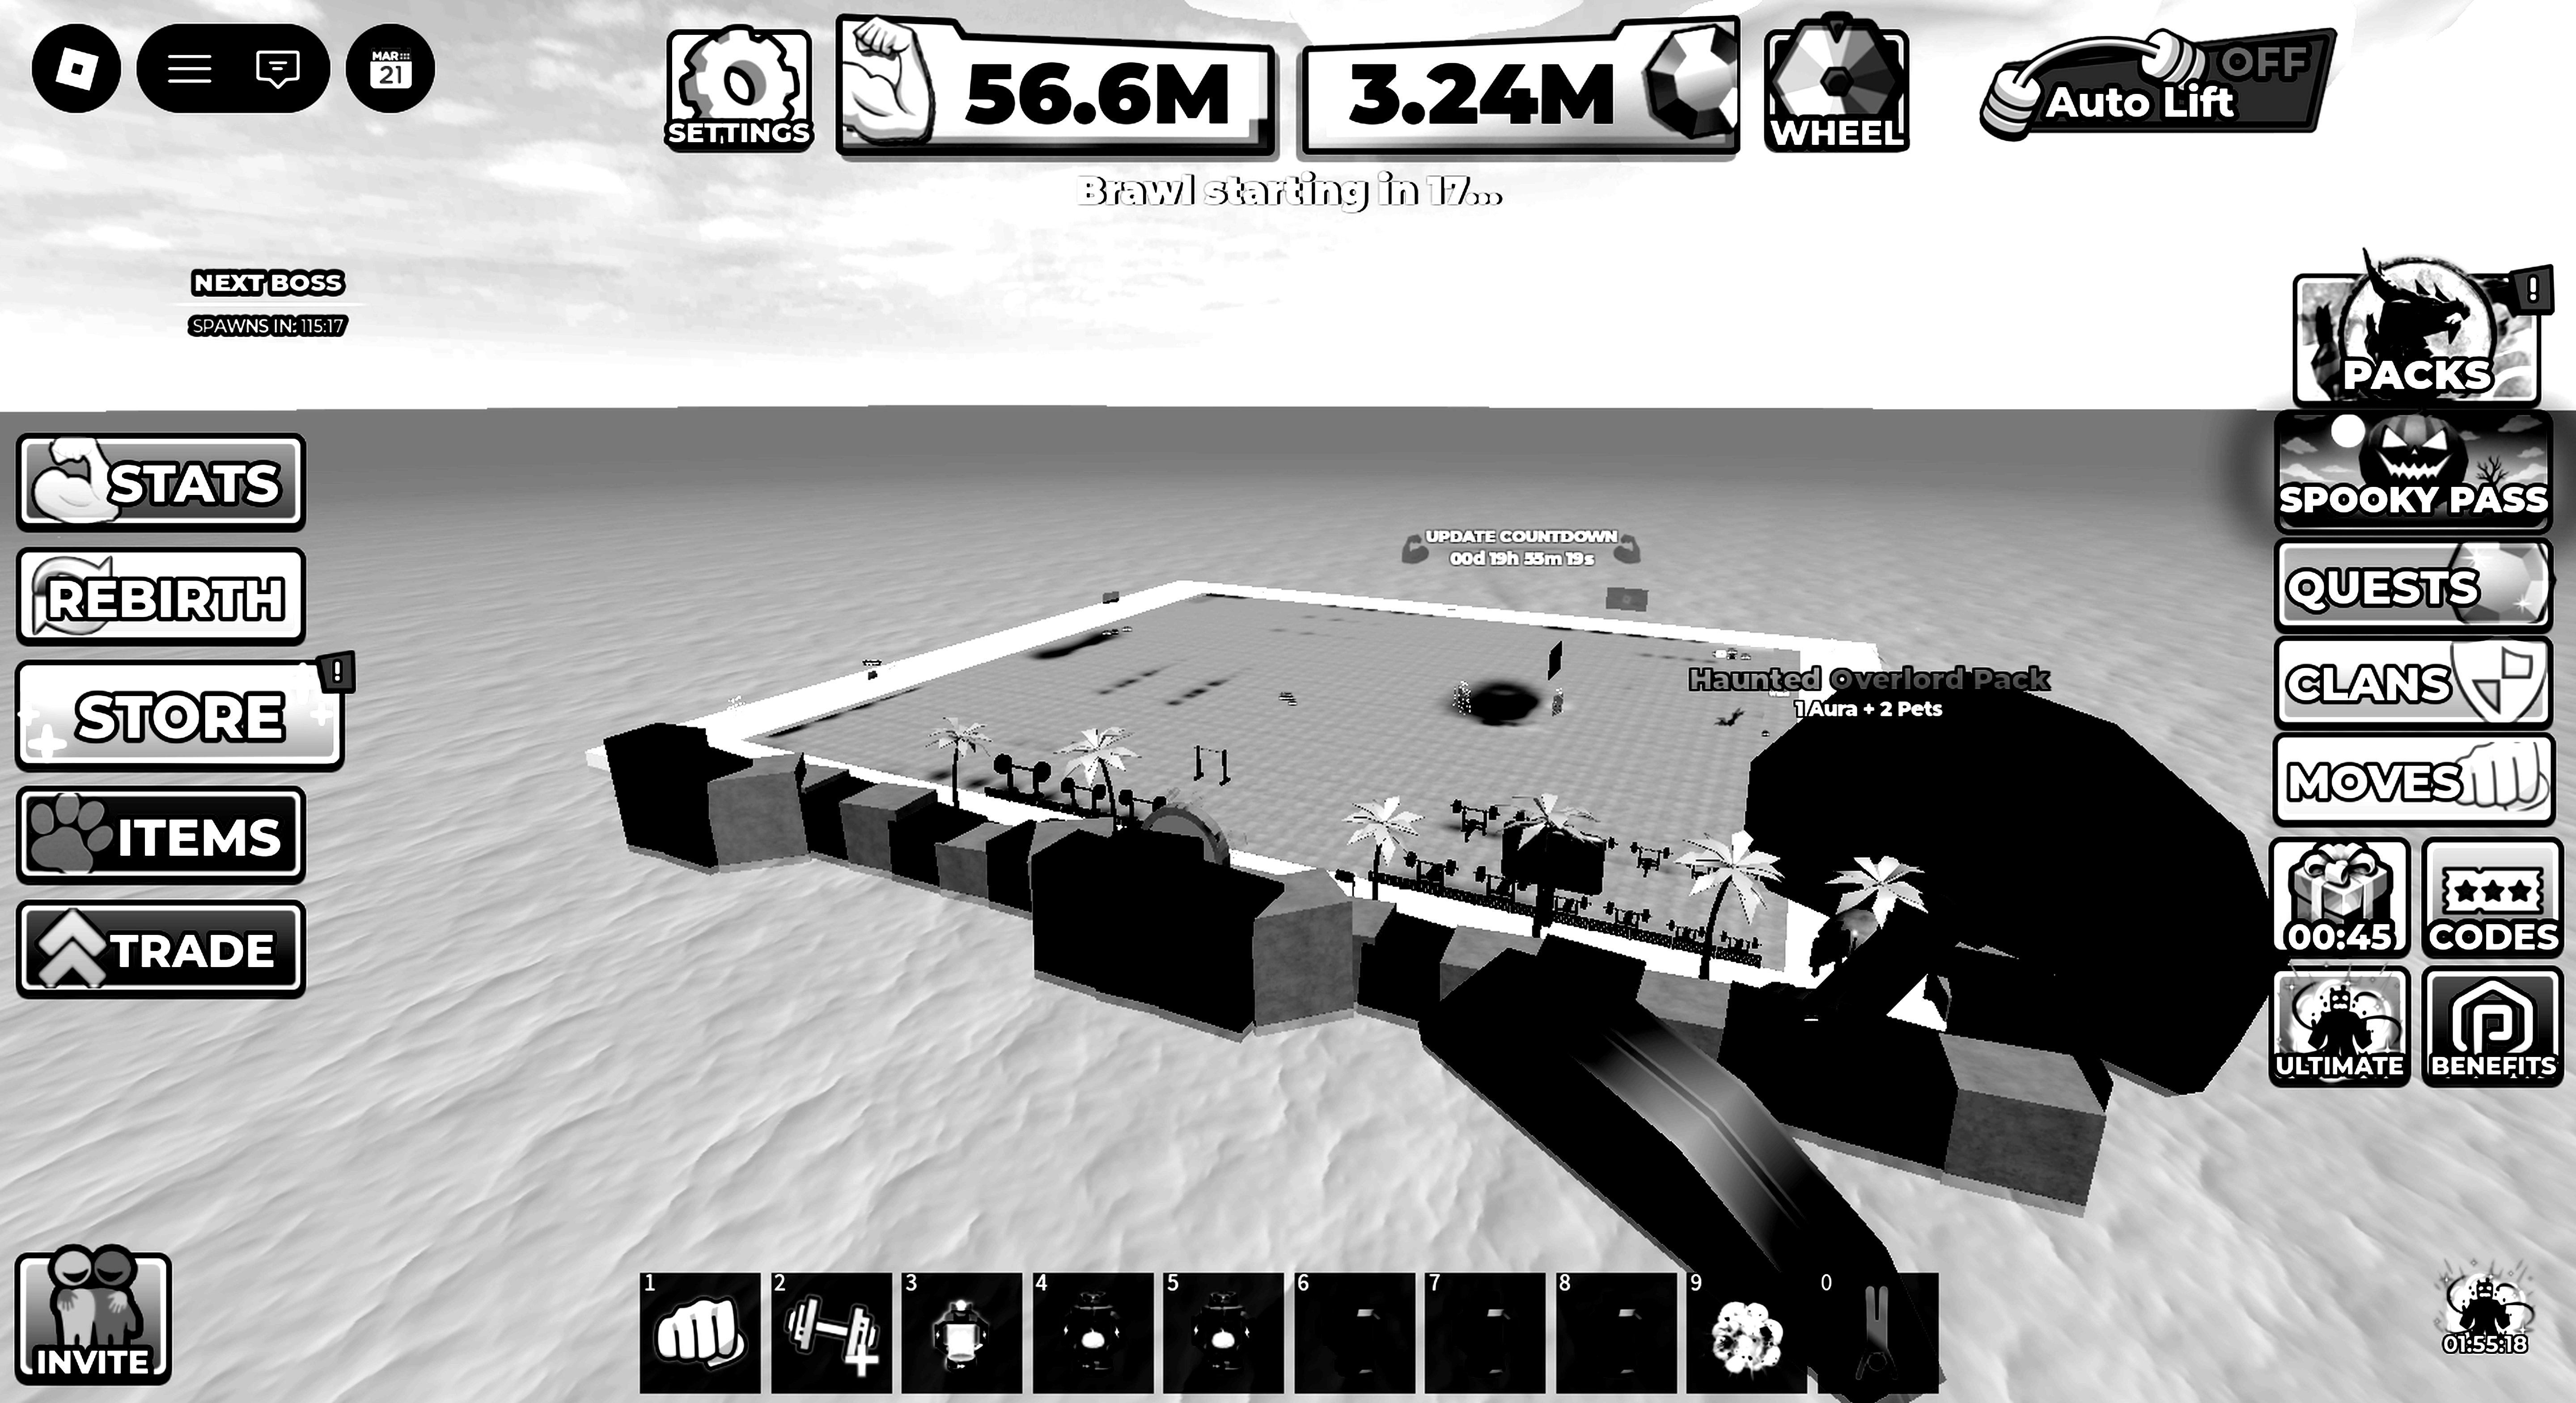 MAR
21
SETTINGS
56.6M
3.24M
WHEEL
OFF
Auto Lift
Brawl starting in 17...
NEXT BOSS
SPAWNS IN: 115:17
PACKS
!
SPOOKY PASS
STATS
REBIRTH
!
STORE
ITEMS
TRADE
UPDATE COUNTDOWN
00d 19h 55m 19s
Haunted Overlord Pack
1 Aura + 2 Pets
QUESTS
CLANS
MOVES
00:45
CODES
ULTIMATE
BENEFITS
INVITE
1
2
3
4
5
6
7
8
9
0
01:55:18